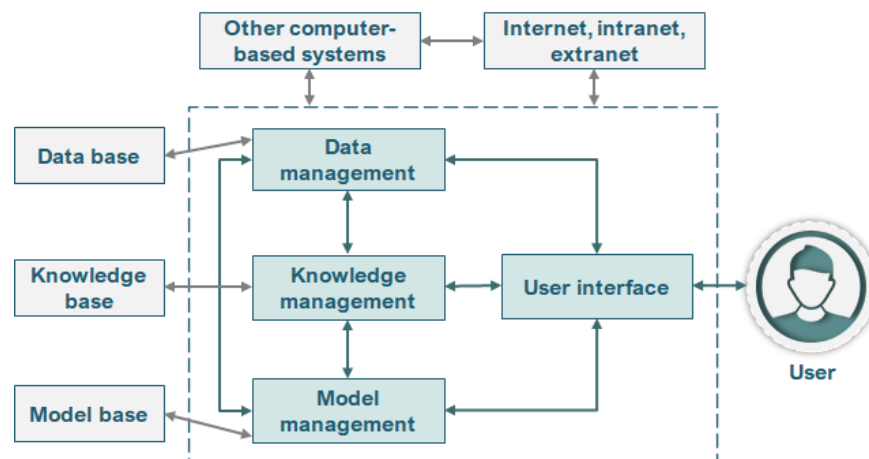 Other computer-
based systems
Internet, intranet,
extranet
Data base
Data
management
Knowledge
base
Knowledge
management
User interface
User
Model base
Model
management